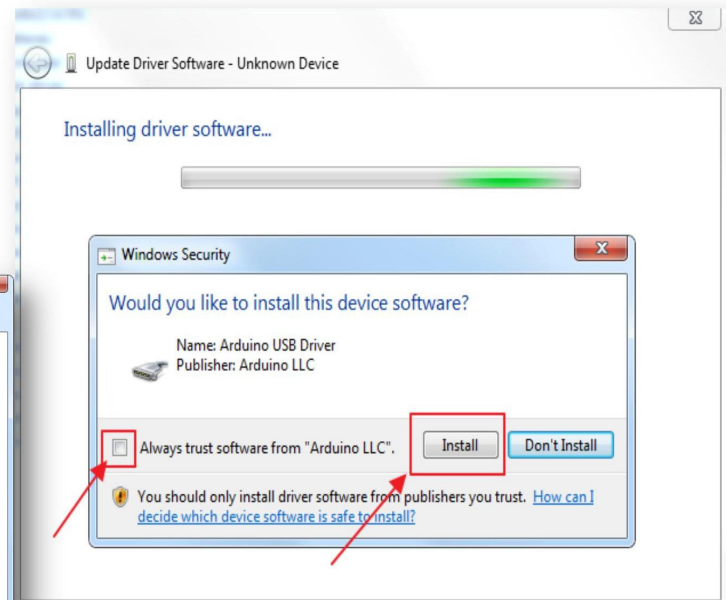 Update Driver Software - Unknown Device
Installing driver software...
Windows Security
Would you like to install this device software?
Name: Arduino USB Driver
Publisher: Arduino LLC
Always trust software from "Arduino LLC".
Install
Don't Install
You should only install driver software from publishers you trust. How can I
decide which device software is safe to install?